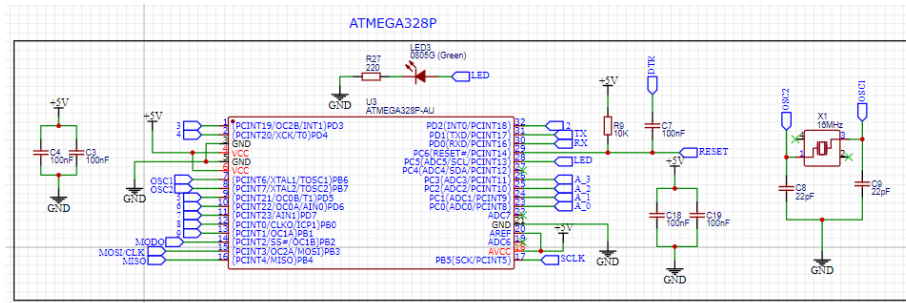 ATMEGA328P
LED3
0805G (Green)
R27
220
LED
GND
U3
ATMEGA328P-AU
+5V
C4
100nF
C3
100nF
GND
+5V
GND
3
4
OSC1
OSC2
5
6
7
8
9
MODO
MOSI/CLK
MISO
1 (PCINT19/OC2B/INT1)PD3
2 (PCINT20/XCK/T0)PD4
3 GND
4 VCC
5 GND
6 VCC
7 (PCINT6/XTAL1/TOSC1)PB6
8 (PCINT7/XTAL2/TOSC2)PB7
9 (PCINT21/OC0B/T1)PD5
10 (PCINT22/OC0A/AIN0)PD6
11 (PCINT23/AIN1)PD7
12 (PCINT0/CLKO/ICP1)PB0
13 (PCINT1/OC1A)PB1
14 (PCINT2/SS#/OC1B)PB2
15 (PCINT3/OC2A/MOSI)PB3
16 (PCINT4/MISO)PB4
PD2(INT0/PCINT18) 32
PD1(TXD/PCINT17) 31
PD0(RXD/PCINT16) 30
PC6(RESET#/PCINT14) 29
PC5(ADC5/SCL/PCINT13) 28
PC4(ADC4/SDA/PCINT12) 27
PC3(ADC3/PCINT11) 26
PC2(ADC2/PCINT10) 25
PC1(ADC1/PCINT9) 24
PC0(ADC0/PCINT8) 23
ADC7 22
GND 21
AREF 20
ADC6 19
AVCC 18
PB5(SCK/PCINT5) 17
2
TX
RX
LED
A_3
A_2
A_1
A_0
+5V
SCLK
GND
+5V
R9
10K
DTR
C7
100nF
RESET
+5V
C18
100nF
C19
100nF
GND
OSC2
OSC1
X1
16MHz
4
3
1
2
C8
22pF
C9
22pF
GND